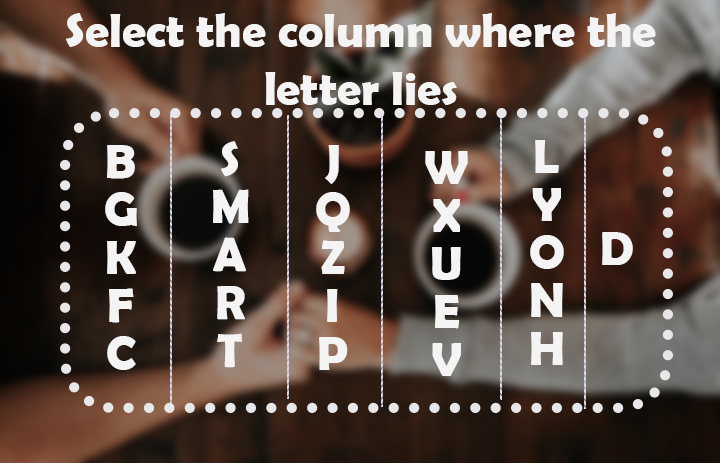 Select the column where the
letter lies
B S J W L
G M Q X Y
K A Z U O D
F R I E N
C T P V H